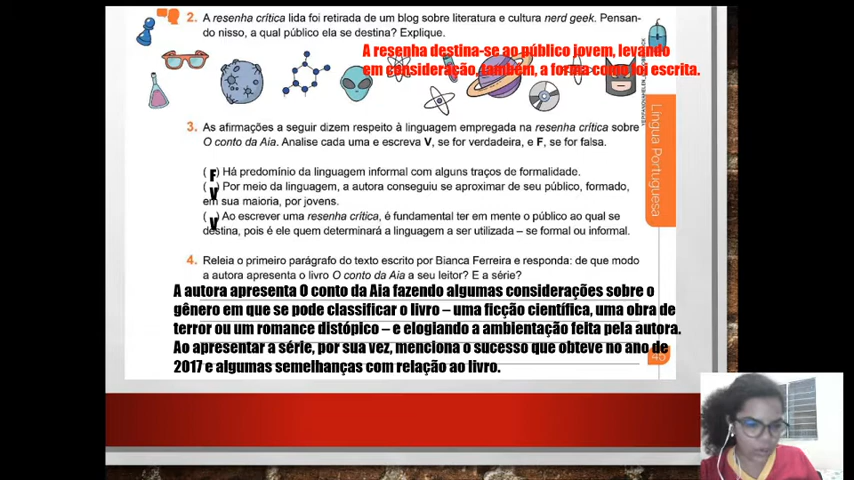 2. A resenha crítica lida foi retirada de um blog sobre literatura e cultura nerd geek. Pensan-
do nisso, a qual público ela se destina? Explique.
A resenha destina-se ao público jovem, levando
em consideração, também, a forma como foi escrita.
3. As afirmações a seguir dizem respeito à linguagem empregada na resenha crítica sobre
O conto da Aia. Analise cada uma e escreva V, se for verdadeira, e F, se for falsa.
( F ) Há predomínio da linguagem informal com alguns traços de formalidade.
( V ) Por meio da linguagem, a autora conseguiu se aproximar de seu público, formado,
em sua maioria, por jovens.
( V ) Ao escrever uma resenha crítica, é fundamental ter em mente o público ao qual se
destina, pois é ele quem determinará a linguagem a ser utilizada – se formal ou informal.
4. Releia o primeiro parágrafo do texto escrito por Bianca Ferreira e responda: de que modo
a autora apresenta o livro O conto da Aia a seu leitor? E a série?
A autora apresenta O conto da Aia fazendo algumas considerações sobre o
gênero em que se pode classificar o livro – uma ficção científica, uma obra de
terror ou um romance distópico – e elogiando a ambientação feita pela autora.
Ao apresentar a série, por sua vez, menciona o sucesso que obteve no ano de
2017 e algumas semelhanças com relação ao livro.
Língua Portuguesa
45